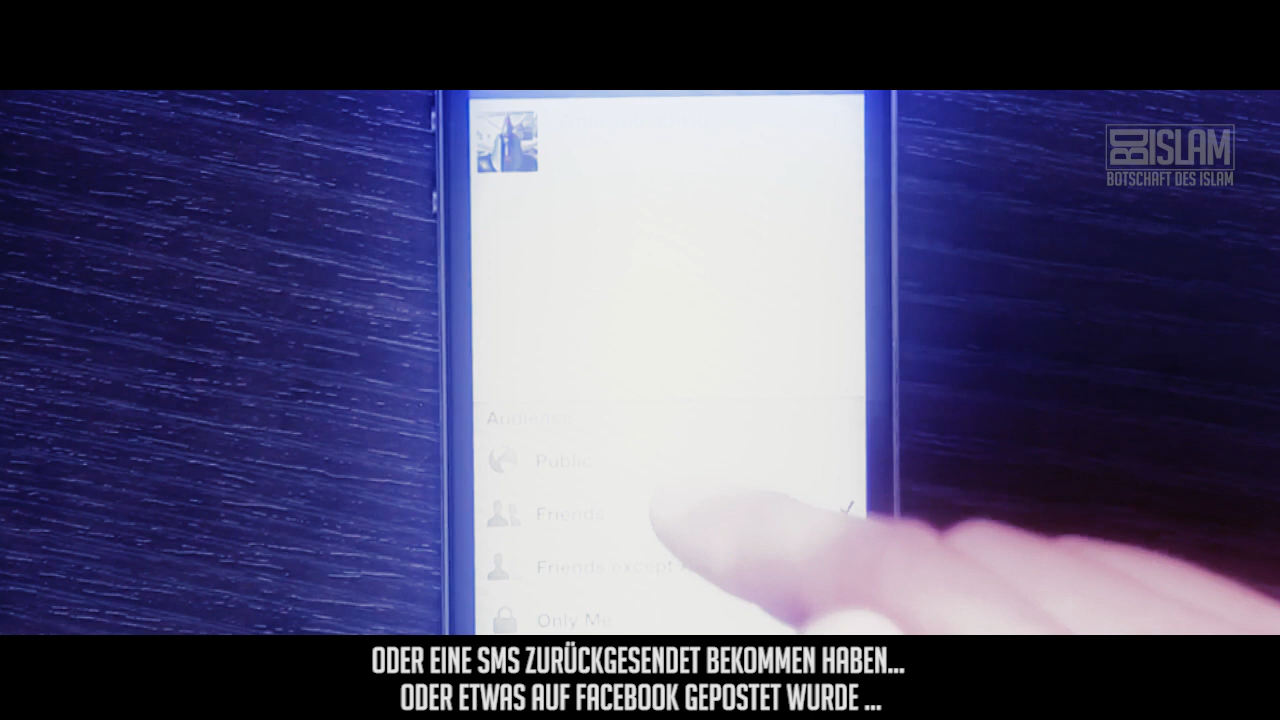 BDISLAM
BOTSCHAFT DES ISLAM
Audience
Public
Friends
Friends except
Only Me
ODER EINE SMS ZURÜCKGESENDET BEKOMMEN HABEN...
ODER ETWAS AUF FACEBOOK GEPOSTET WURDE ...